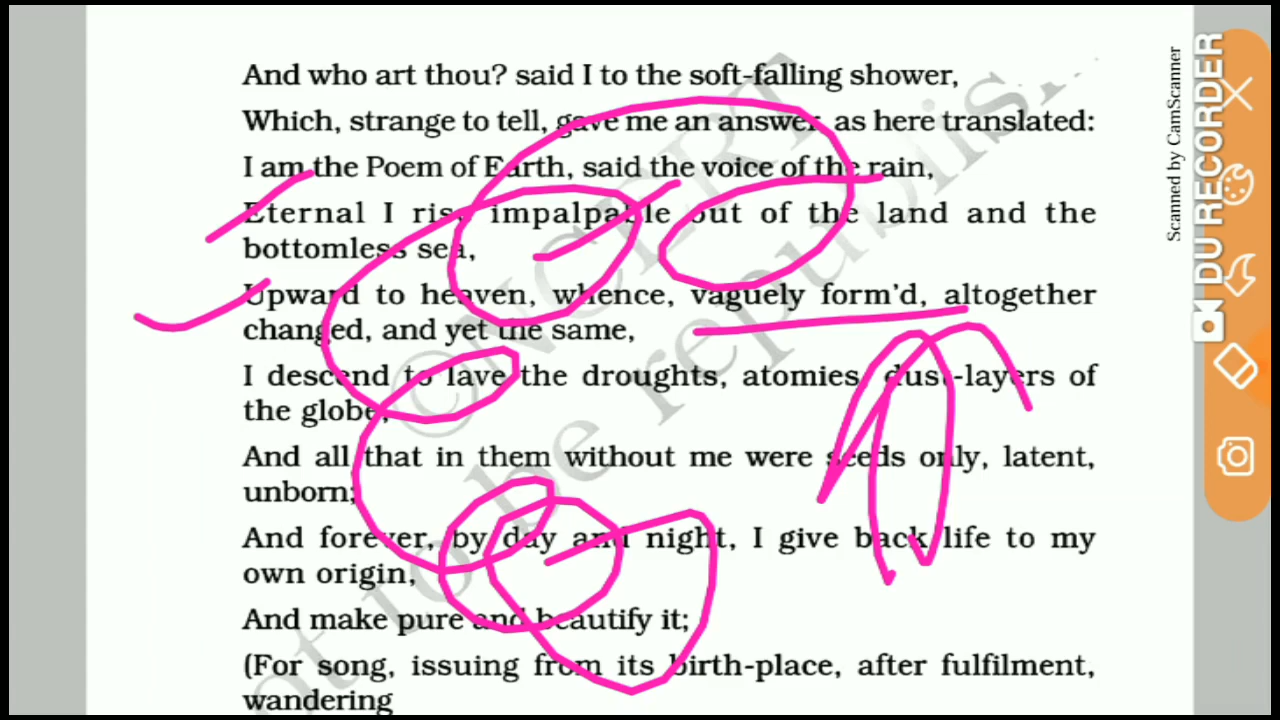 And who art thou? said I to the soft-falling shower,
Which, strange to tell, gave me an answer, as here translated:
I am the Poem of Earth, said the voice of the rain,
Eternal I rise impalpable out of the land and the
bottomless sea,
Upward to heaven, whence, vaguely form'd, altogether
changed, and yet the same,
I descend to lave the droughts, atomies, dust-layers of
the globe,
And all that in them without me were seeds only, latent,
unborn;
And forever, by day and night, I give back life to my
own origin,
And make pure and beautify it;
(For song, issuing from its birth-place, after fulfilment,
wandering
© NCERT
not to be republis
Scanned by CamScanner
DU RECORDER